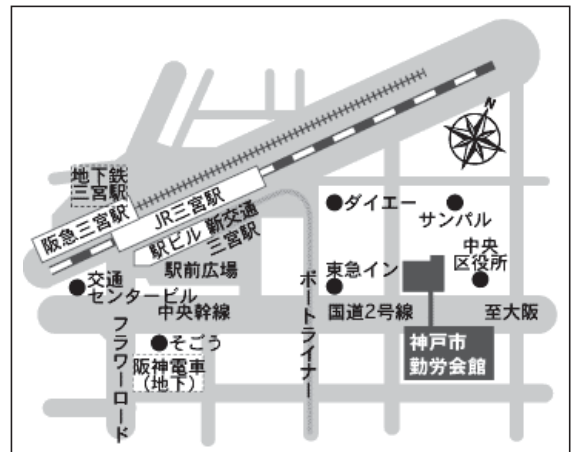 N
地下鉄
三宮駅
阪急三宮駅
JR三宮駅
駅ビル
新交通
三宮駅
駅前広場
ダイエー
サンパル
中央
区役所
東急イン
交通
センタービル
中央幹線
ポートライナー
国道2号線
至大阪
フラワーロード
そごう
阪神電車
(地下)
神戸市
勤労会館